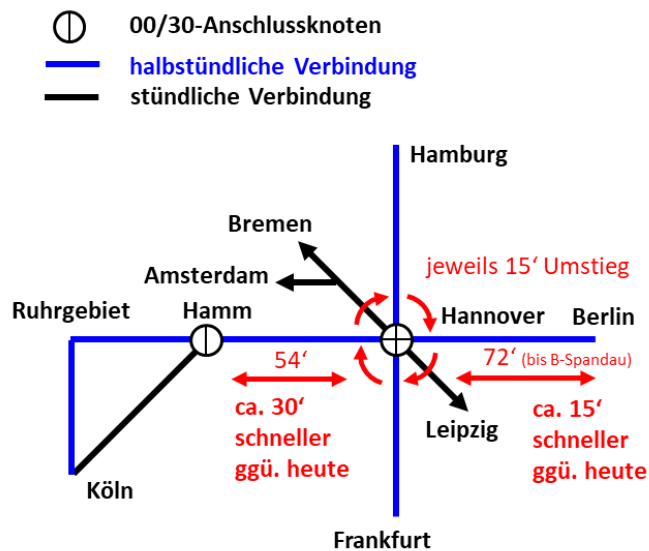 00/30-Anschlussknoten
halbstündliche Verbindung
stündliche Verbindung
Hamburg
Bremen
Amsterdam
jeweils 15‘ Umstieg
Ruhrgebiet
Hamm
Hannover
Berlin
54‘
72‘ (bis B-Spandau)
ca. 30‘
schneller
ggü. heute
Leipzig
ca. 15‘
schneller
ggü. heute
Köln
Frankfurt